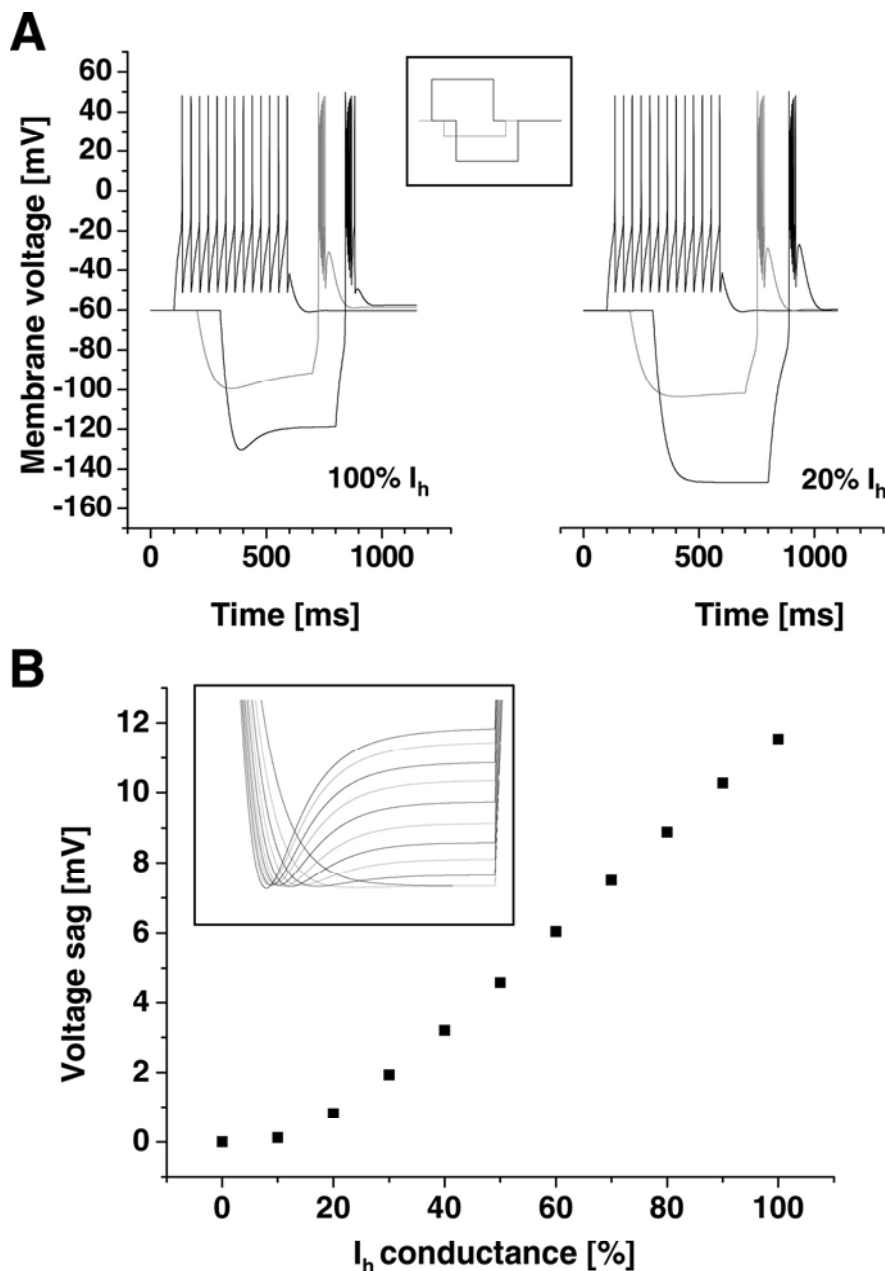 A
Membrane voltage [mV]
60
40
20
0
-20
-40
-60
-80
-100
-120
-140
-160
100% Ih
20% Ih
0 500 1000
0 500 1000
Time [ms]
Time [ms]
B
Voltage sag [mV]
12
10
8
6
4
2
0
0 20 40 60 80 100
Ih conductance [%]